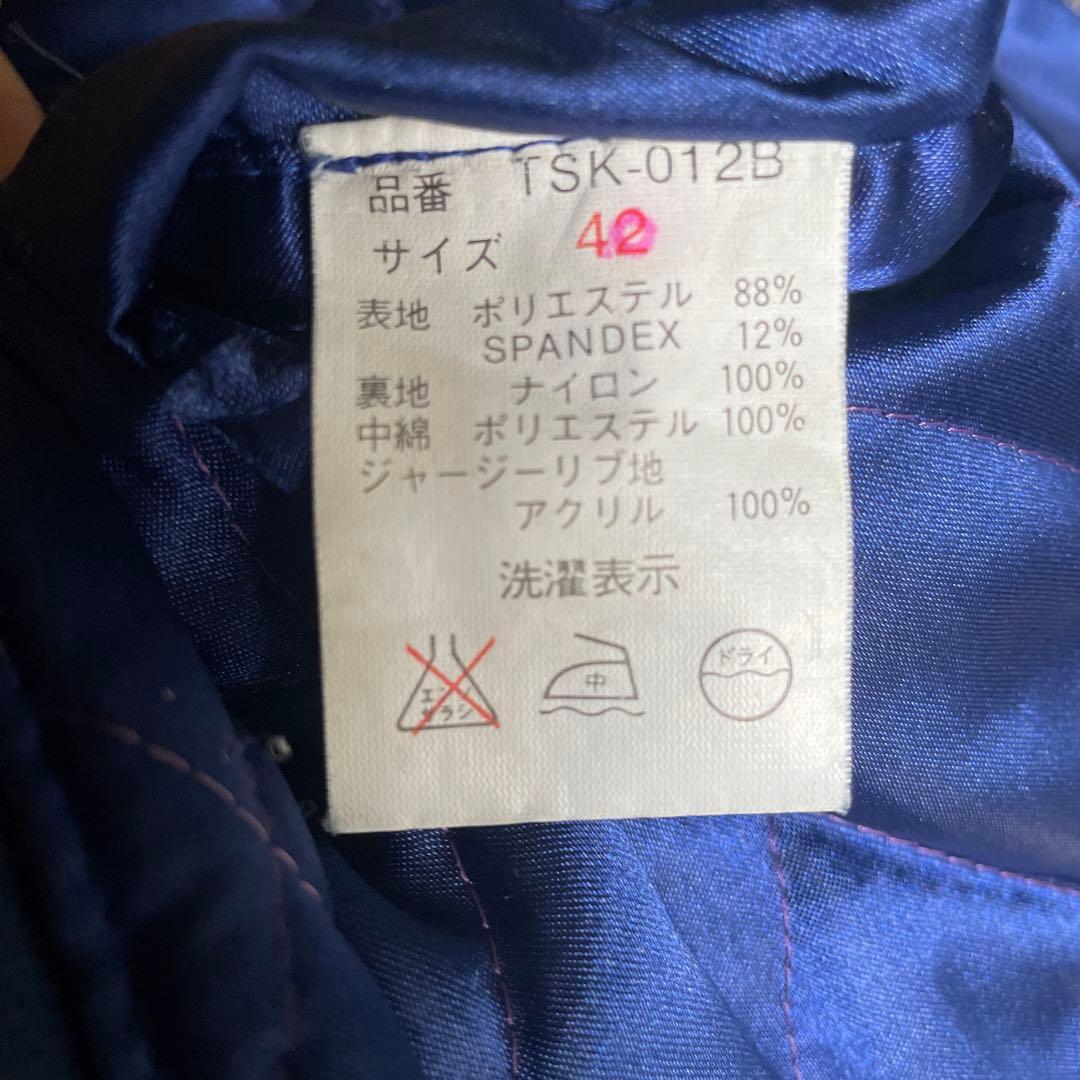 品番 TSK-012B
サイズ 42
表地 ポリエステル 88%
SPANDEX 12%
裏地 ナイロン 100%
中綿 ポリエステル 100%
ジャージーリブ地
アクリル 100%
洗濯表示
エンソ サラシ 中 ドライ